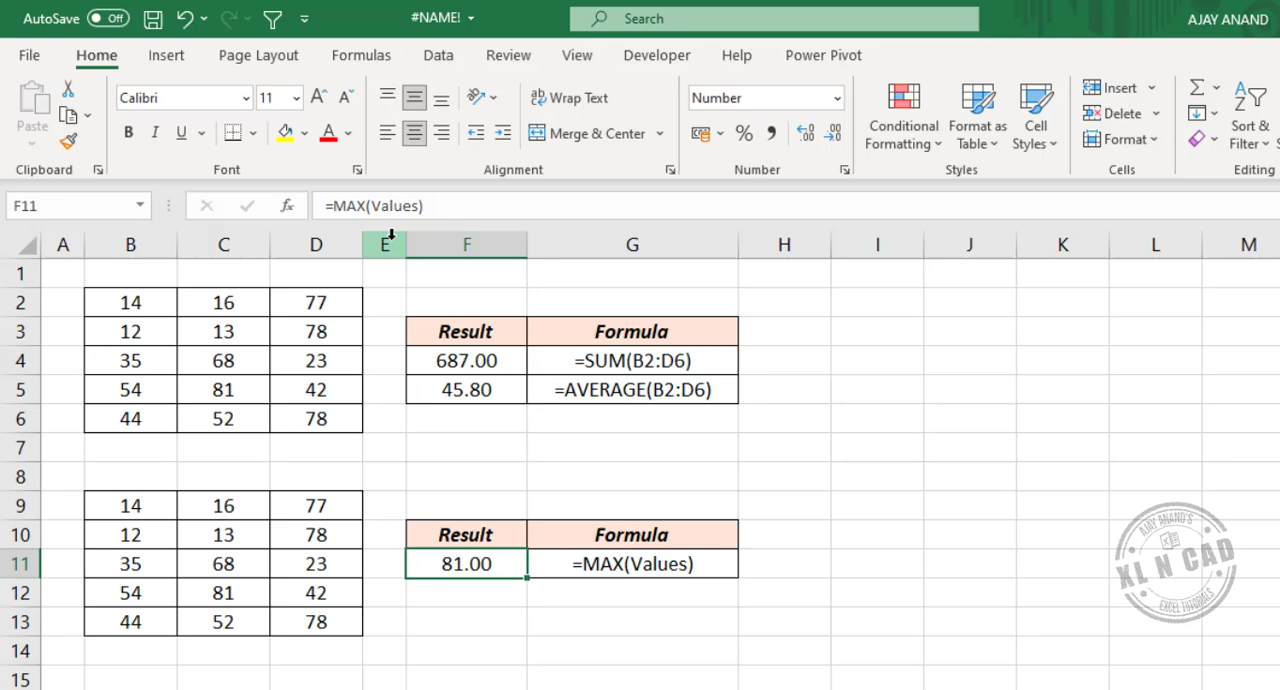 AutoSave Off #NAME! Search AJAY ANAND
File Home Insert Page Layout Formulas Data Review View Developer Help Power Pivot
Paste
Calibri 11
B I U A
Wrap Text
Merge & Center
Number
Conditional Formatting
Format as Table
Cell Styles
Insert
Delete
Format
Sort &
Filter
Clipboard Font Alignment Number Styles Cells Editing
F11 fx =MAX(Values)
A B C D E F G H I J K L M
1
2 14 16 77
3 12 13 78 Result Formula
4 35 68 23 687.00 =SUM(B2:D6)
5 54 81 42 45.80 =AVERAGE(B2:D6)
6 44 52 78
7
8
9 14 16 77
10 12 13 78 Result Formula
11 35 68 23 81.00 =MAX(Values)
12 54 81 42
13 44 52 78
14
15
AJAY ANAND'S
XL N CAD
EXCEL TUTORIALS